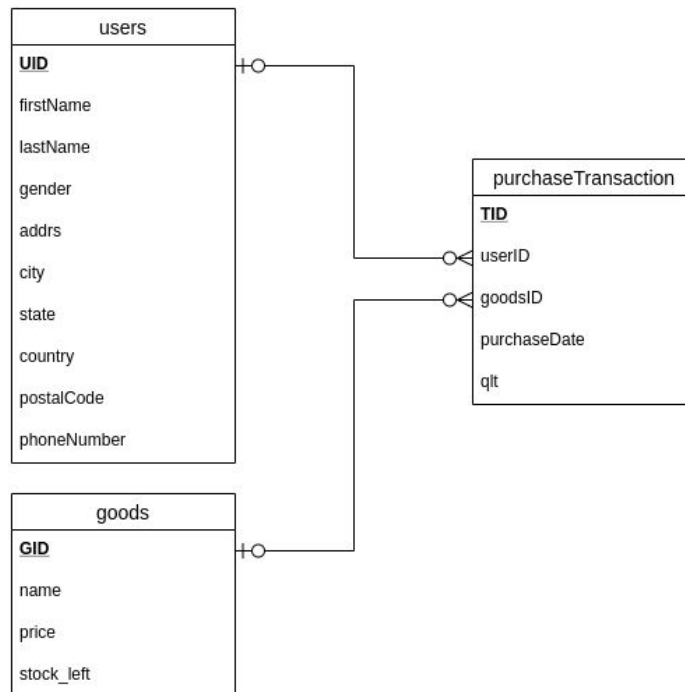 users
UID
firstName
lastName
gender
addrs
city
state
country
postalCode
phoneNumber
purchaseTransaction
TID
userID
goodsID
purchaseDate
qlt
goods
GID
name
price
stock_left